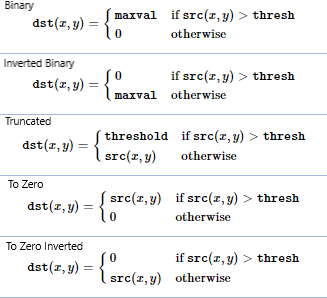 Binary
dst(x, y) = { maxval if src(x, y) > thresh
0 otherwise
Inverted Binary
dst(x, y) = { 0 if src(x, y) > thresh
maxval otherwise
Truncated
dst(x, y) = { threshold if src(x, y) > thresh
src(x, y) otherwise
To Zero
dst(x, y) = { src(x, y) if src(x, y) > thresh
0 otherwise
To Zero Inverted
dst(x, y) = { 0 if src(x, y) > thresh
src(x, y) otherwise